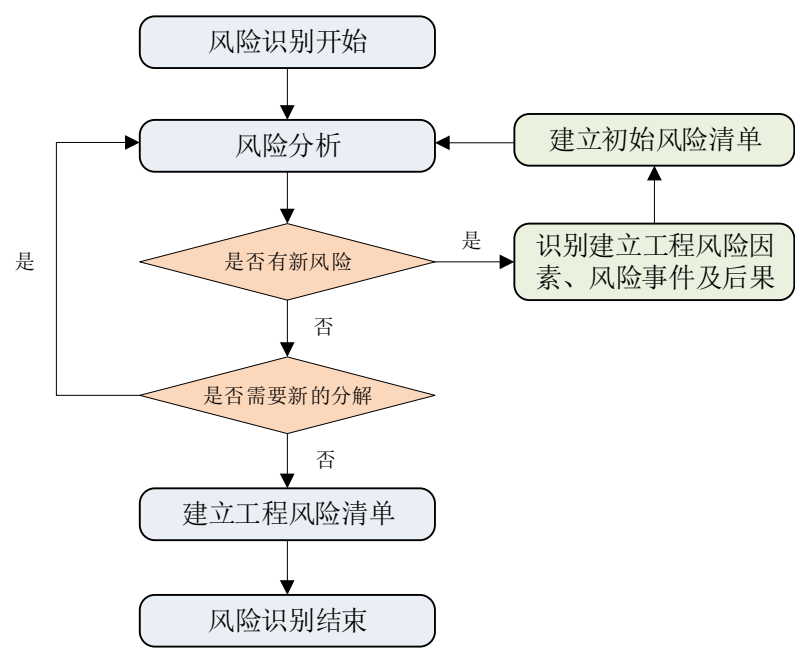 风险识别开始
风险分析
建立初始风险清单
是
是否有新风险
是
识别建立工程风险因
素、风险事件及后果
否
是否需要新的分解
否
建立工程风险清单
风险识别结束